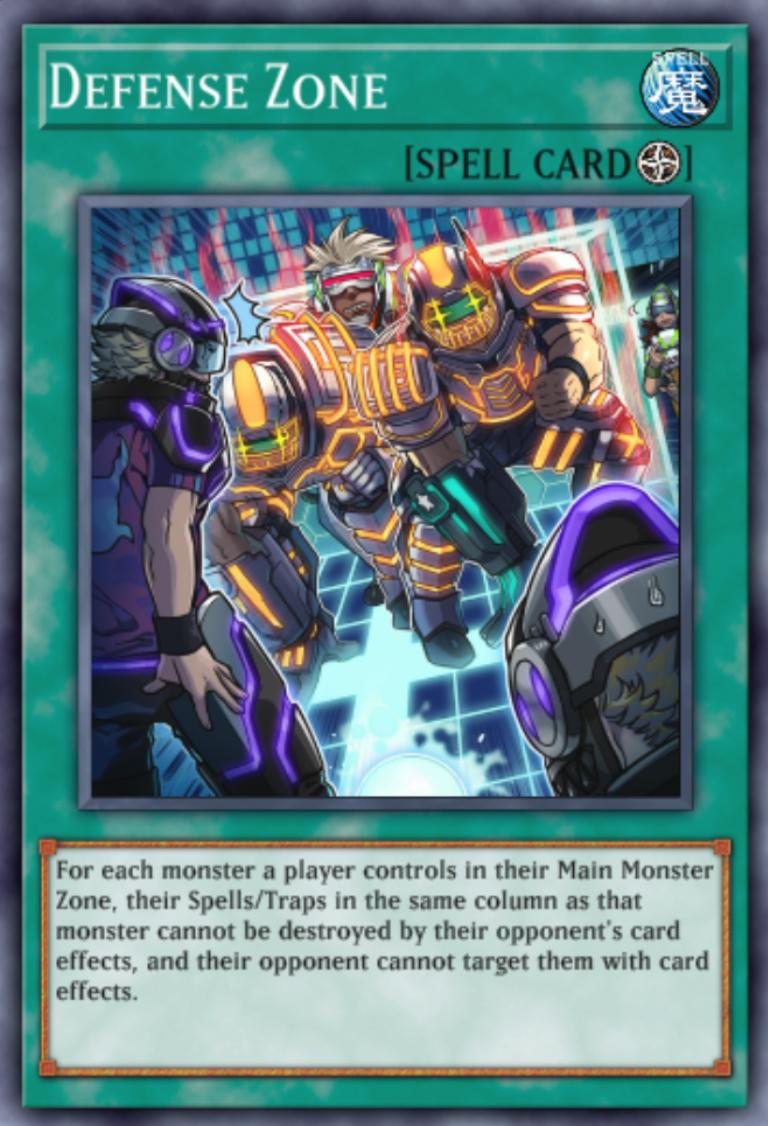 DEFENSE ZONE
SPELL
魔
[SPELL CARD]
For each monster a player controls in their Main Monster
Zone, their Spells/Traps in the same column as that
monster cannot be destroyed by their opponent's card
effects, and their opponent cannot target them with card
effects.